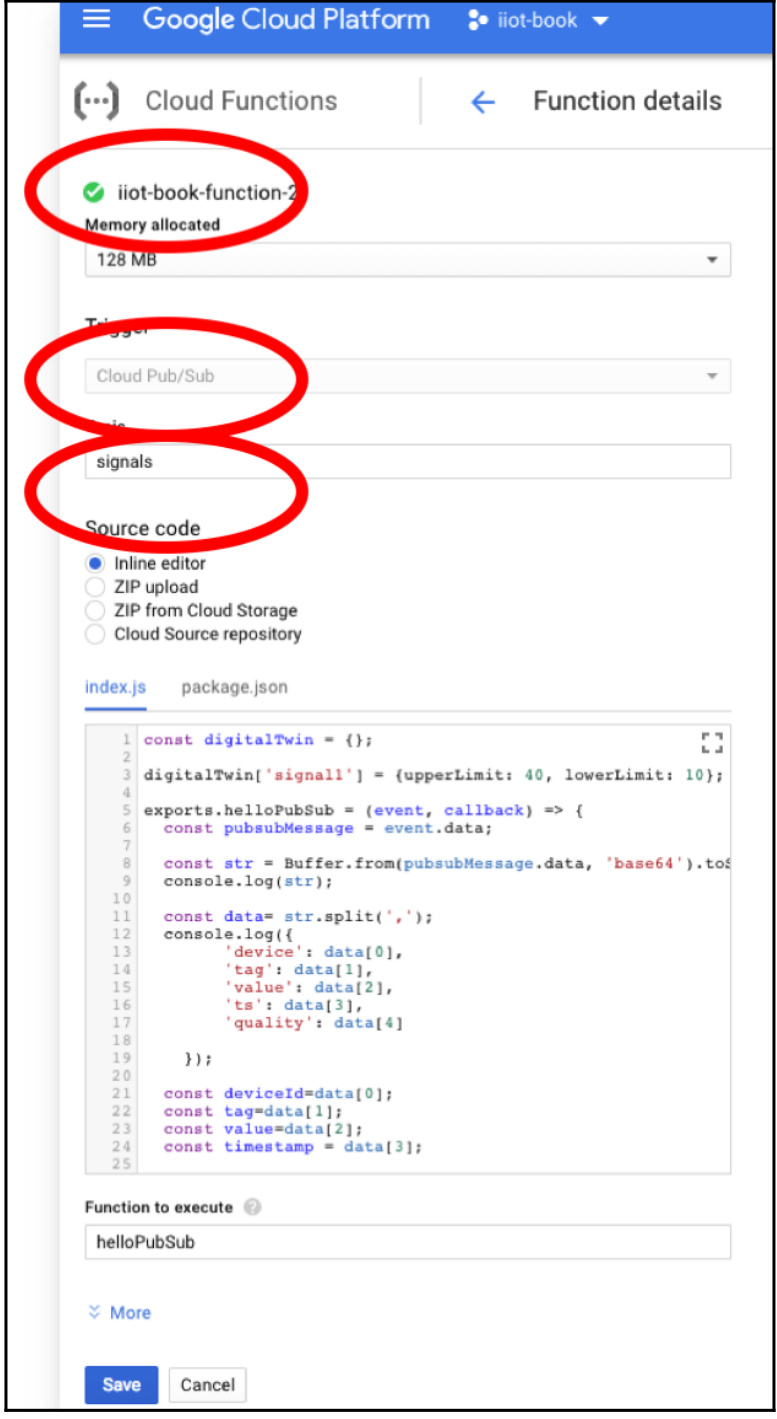 Google Cloud Platform iiot-book
Cloud Functions Function details
iiot-book-function-2
Memory allocated
128 MB
Trigger
Cloud Pub/Sub
signals
Source code
Inline editor
ZIP upload
ZIP from Cloud Storage
Cloud Source repository
index.js package.json
1 const digitalTwin = {};
2
3 digitalTwin['signal1'] = {upperLimit: 40, lowerLimit: 10};
4
5 exports.helloPubSub = (event, callback) => {
6 const pubsubMessage = event.data;
7
8 const str = Buffer.from(pubsubMessage.data, 'base64').toS
9 console.log(str);
10
11 const data= str.split(',');
12 console.log({
13 'device': data[0],
14 'tag': data[1],
15 'value': data[2],
16 'ts': data[3],
17 'quality': data[4]
18
19 });
20
21 const deviceId=data[0];
22 const tag=data[1];
23 const value=data[2];
24 const timestamp = data[3];
25
Function to execute ?
helloPubSub
More
Save Cancel